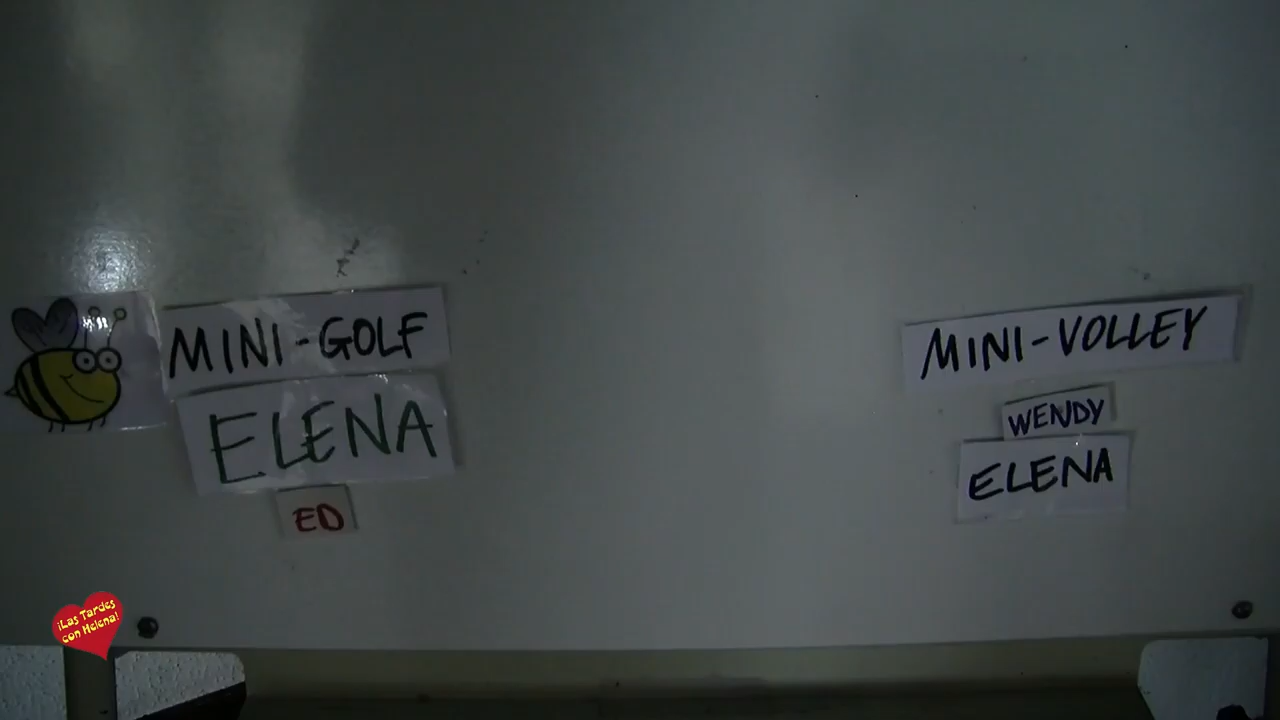 MINI-GOLF
ELENA
ED
MINI-VOLLEY
WENDY
ELENA
¡Las Tardes
con Helena!